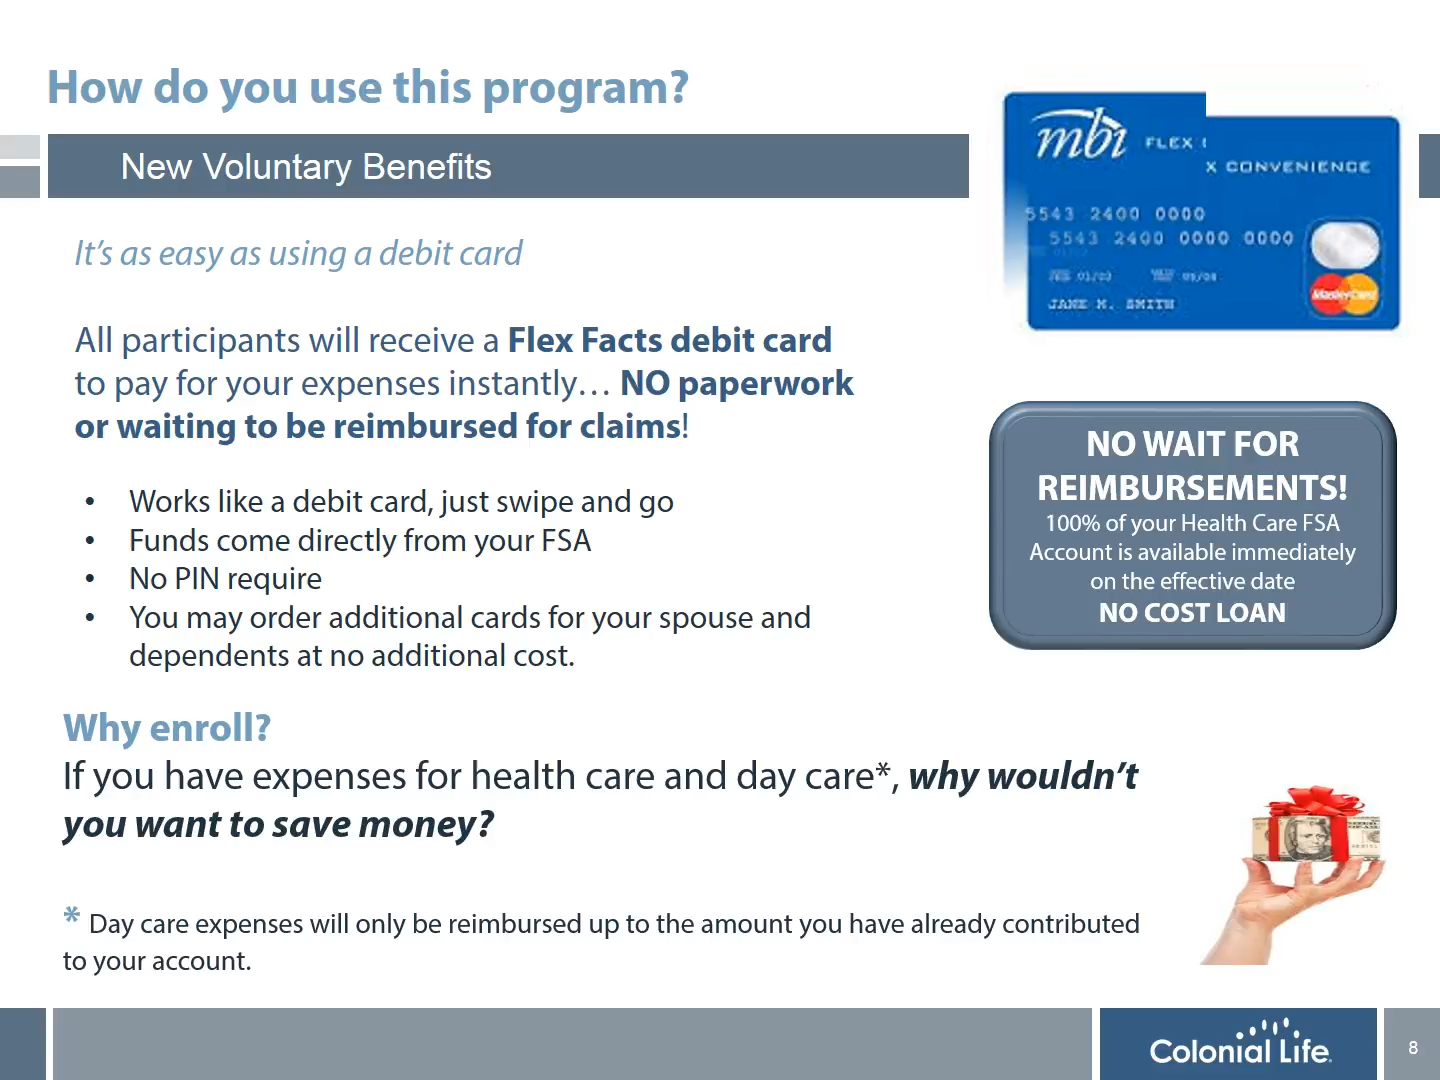 How do you use this program?
New Voluntary Benefits
It's as easy as using a debit card
All participants will receive a Flex Facts debit card
to pay for your expenses instantly… NO paperwork
or waiting to be reimbursed for claims!
• Works like a debit card, just swipe and go
• Funds come directly from your FSA
• No PIN require
• You may order additional cards for your spouse and
dependents at no additional cost.
Why enroll?
If you have expenses for health care and day care*, why wouldn't
you want to save money?
* Day care expenses will only be reimbursed up to the amount you have already contributed
to your account.
mbi FLEX
X CONVENIENCE
5543 2400 0000
5543 2400 0000 0000
01/03
JANE M. SMITH
MasterCard
NO WAIT FOR
REIMBURSEMENTS!
100% of your Health Care FSA
Account is available immediately
on the effective date
NO COST LOAN
Colonial Life
8